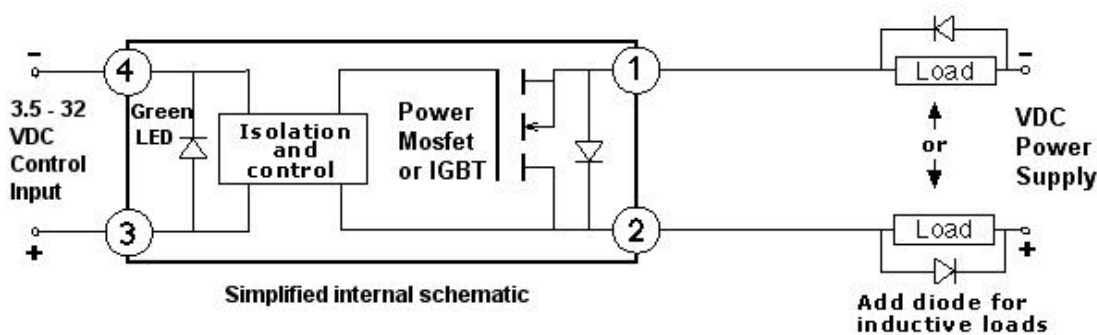 -
4
3.5 - 32
VDC
Control
Input
+
3
Green
LED
Isolation
and
control
Power
Mosfet
or IGBT
1
2
Simplified internal schematic
Load
-
or
VDC
Power
Supply
Load
+
Add diode for
inductive loads